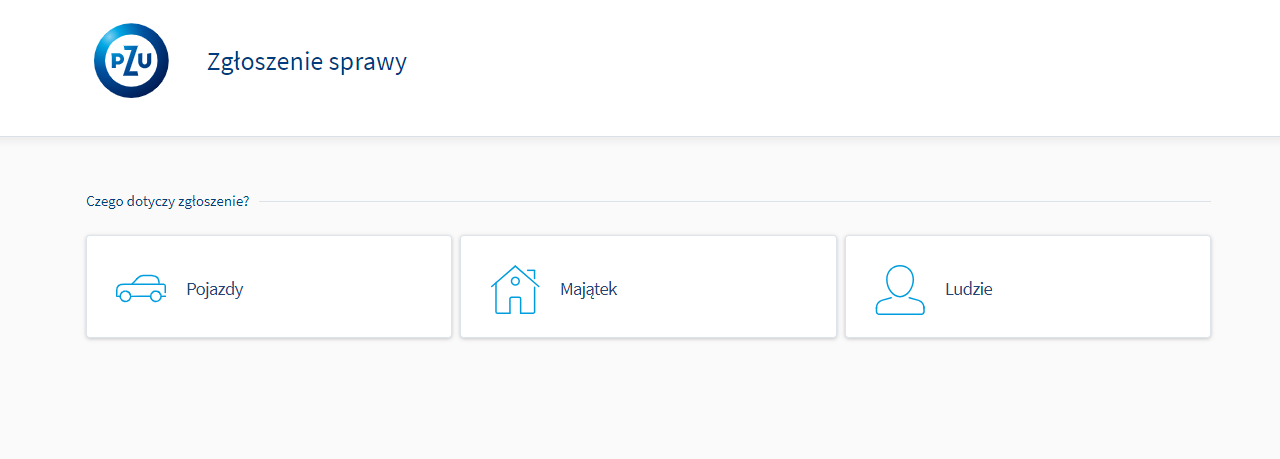 PZU
Zgłoszenie sprawy
Czego dotyczy zgłoszenie?
Pojazdy
Majątek
Ludzie